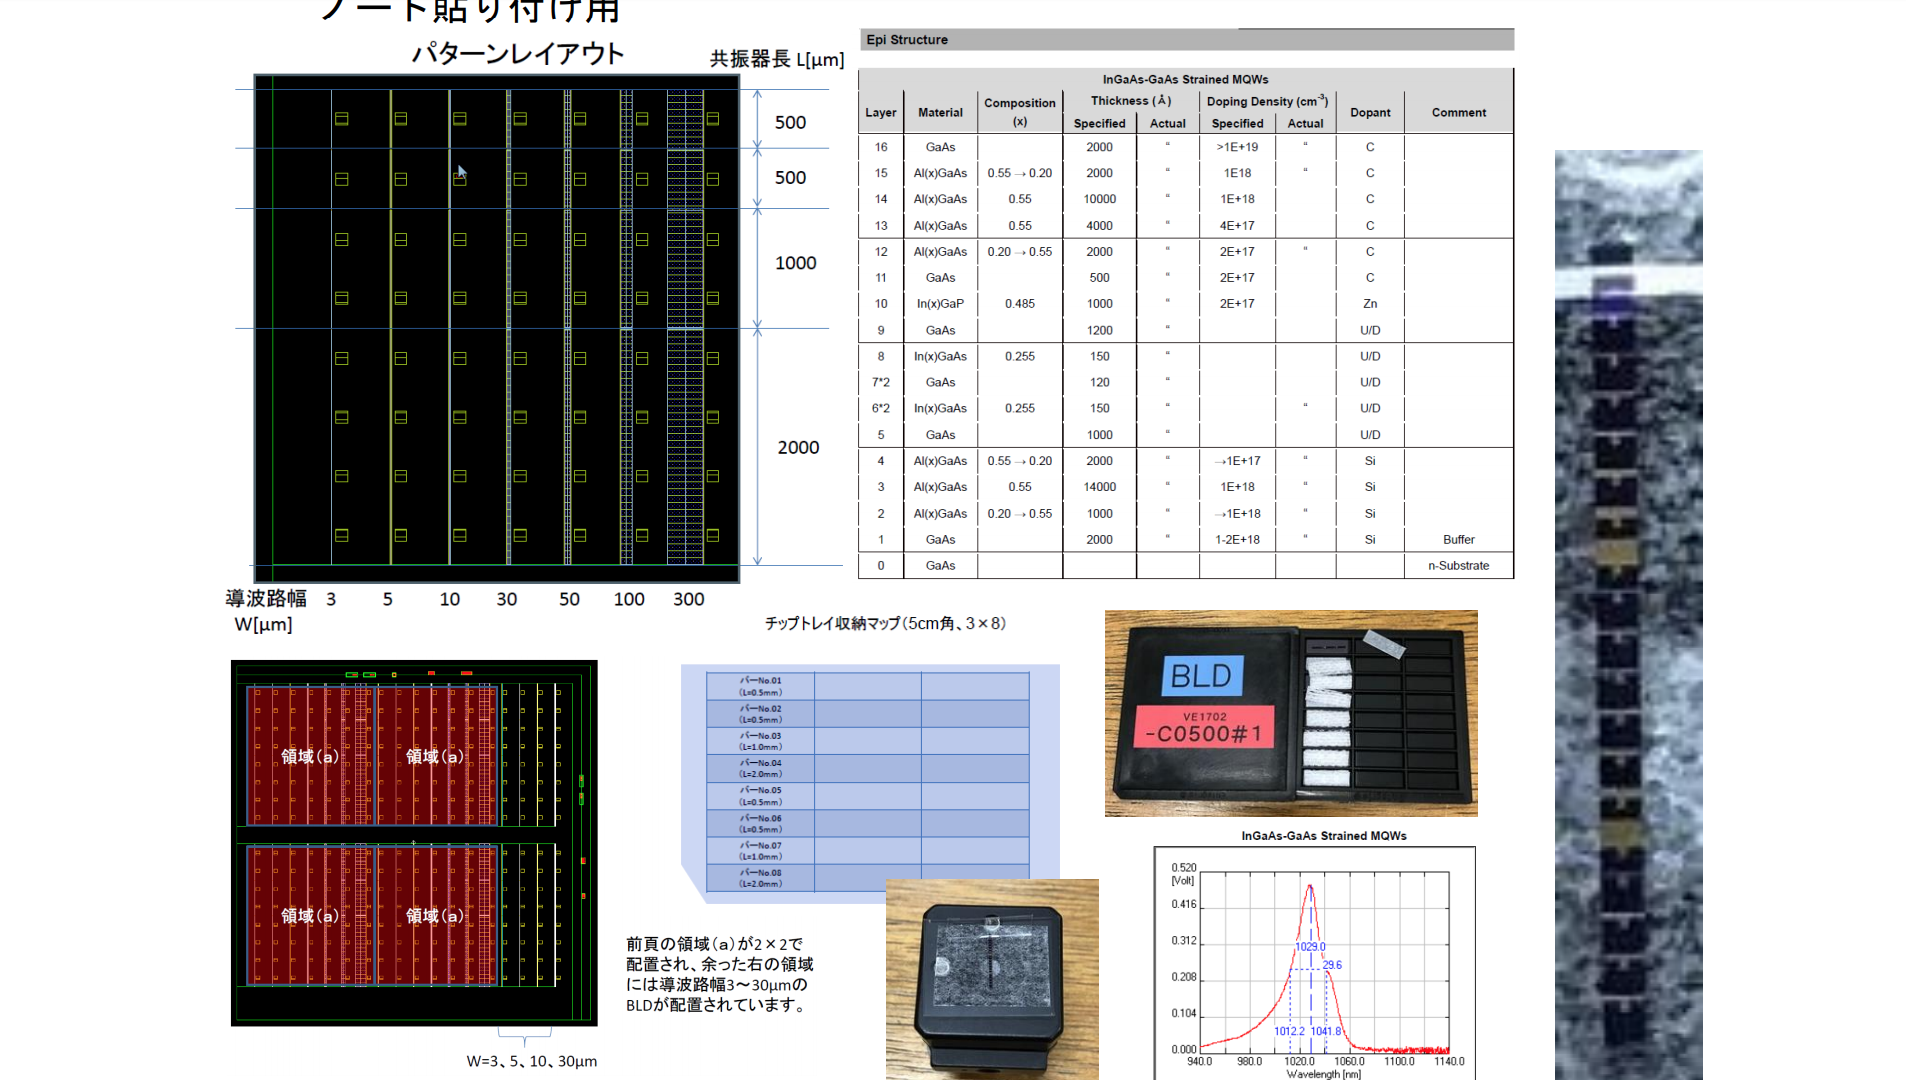 ノート貼り付け用
パターンレイアウト
共振器長 L[μm]
500
500
1000
2000
導波路幅 3 5 10 30 50 100 300
W[μm]
Epi Structure
InGaAs-GaAs Strained MQWs
Layer Material Composition (x) Thickness (Å) Doping Density (cm-3) Dopant Comment
Specified Actual Specified Actual
16 GaAs 2000 " >1E+19 " C
15 Al(x)GaAs 0.55 → 0.20 2000 " 1E18 " C
14 Al(x)GaAs 0.55 10000 " 1E+18 C
13 Al(x)GaAs 0.55 4000 " 4E+17 C
12 Al(x)GaAs 0.20 → 0.55 2000 " 2E+17 " C
11 GaAs 500 " 2E+17 C
10 In(x)GaP 0.485 1000 " 2E+17 Zn
9 GaAs 1200 " U/D
8 In(x)GaAs 0.255 150 " U/D
7*2 GaAs 120 " U/D
6*2 In(x)GaAs 0.255 150 " " U/D
5 GaAs 1000 " U/D
4 Al(x)GaAs 0.55 → 0.20 2000 " →1E+17 " Si
3 Al(x)GaAs 0.55 14000 " 1E+18 " Si
2 Al(x)GaAs 0.20 → 0.55 1000 " →1E+18 " Si
1 GaAs 2000 " 1-2E+18 " Si Buffer
0 GaAs n-Substrate
領域(a) 領域(a)
領域(a) 領域(a)
W=3、5、10、30μm
チップトレイ収納マップ(5cm角、3×8)
バーNo.01
(L=0.5mm)
バーNo.02
(L=0.5mm)
バーNo.03
(L=1.0mm)
バーNo.04
(L=2.0mm)
バーNo.05
(L=0.5mm)
バーNo.06
(L=0.5mm)
バーNo.07
(L=1.0mm)
バーNo.08
(L=2.0mm)
前頁の領域(a)が2×2で
配置され、余った右の領域
には導波路幅3～30μmの
BLDが配置されています。
BLD
VE1702
-C0500#1
InGaAs-GaAs Strained MQWs
0.520
[Volt]
0.416
0.312
0.208
0.104
0.000
1029.0
29.6
1012.2 1041.8
940.0 980.0 1020.0 1060.0 1100.0 1140.0
Wavelength [nm]